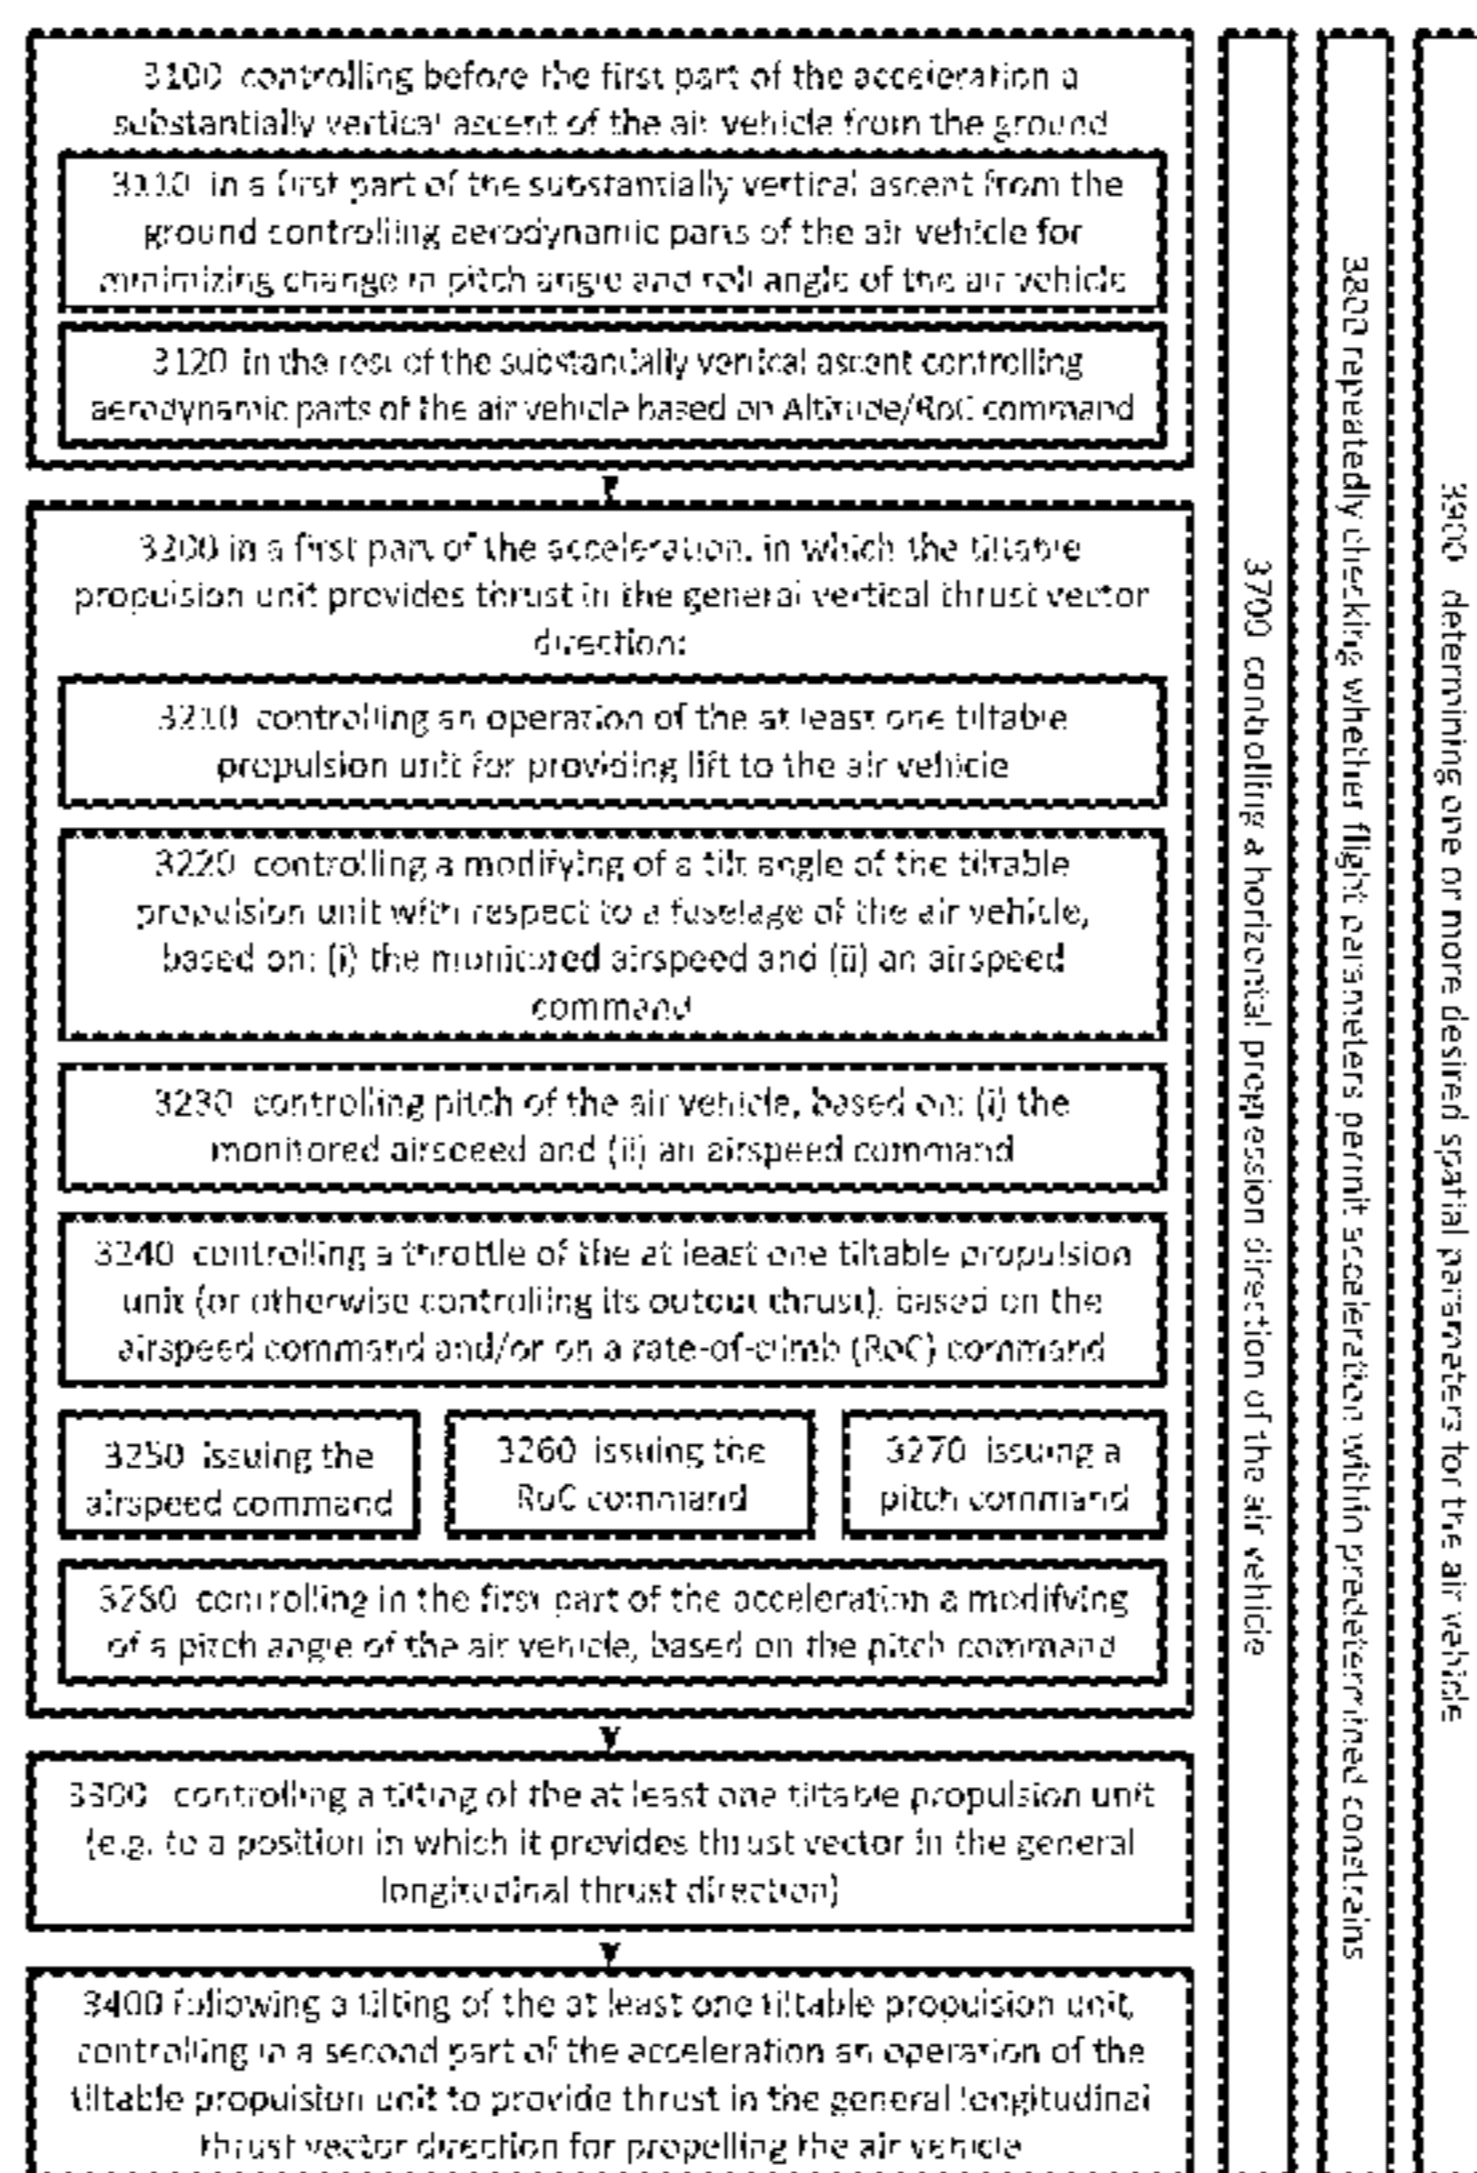 3100 controlling before the first part of the acceleration a
substantially vertical ascent of the air vehicle from the ground
3110 in a first part of the substantially vertical ascent from the
ground controlling aerodynamic parts of the air vehicle for
minimizing change in pitch angle and roll angle of the air vehicle
3120 in the rest of the substantially vertical ascent controlling
aerodynamic parts of the air vehicle based on Altitude/RoC command
3200 in a first part of the acceleration, in which the tiltable
propulsion unit provides thrust in the general vertical thrust vector
direction:
3210 controlling an operation of the at least one tiltable
propulsion unit for providing lift to the air vehicle
3220 controlling a modifying of a tilt angle of the tiltable
propulsion unit with respect to a fuselage of the air vehicle,
based on: (i) the monitored airspeed and (ii) an airspeed
command
3230 controlling pitch of the air vehicle, based on: (i) the
monitored airspeed and (ii) an airspeed command
3240 controlling a throttle of the at least one tiltable propulsion
unit (or otherwise controlling its output thrust), based on the
airspeed command and/or on a rate-of-climb (RoC) command
3250 issuing the
airspeed command
3260 issuing the
RoC command
3270 issuing a
pitch command
3280 controlling in the first part of the acceleration a modifying
of a pitch angle of the air vehicle, based on the pitch command
3300 controlling a tilting of the at least one tiltable propulsion unit
(e.g. to a position in which it provides thrust vector in the general
longitudinal thrust direction)
3400 following a tilting of the at least one tiltable propulsion unit,
controlling in a second part of the acceleration an operation of the
tiltable propulsion unit to provide thrust in the general longitudinal
thrust vector direction for propelling the air vehicle
3700 controlling a horizontal progression direction of the air vehicle
3800 repeatedly checking whether flight parameters permit acceleration within predetermined constrains
3900 determining one or more desired spatial parameters for the air vehicle